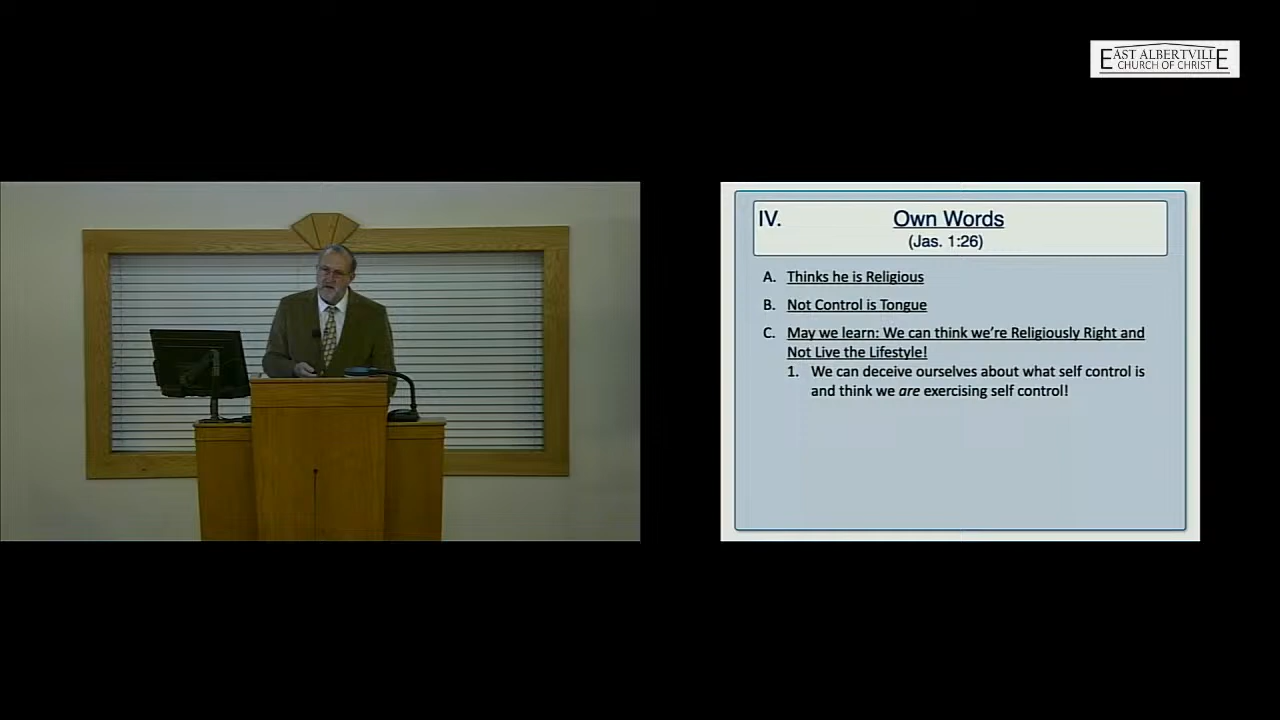 EAST ALBERTVILLE
CHURCH OF CHRIST
IV. Own Words
(Jas. 1:26)
A. Thinks he is Religious
B. Not Control is Tongue
C. May we learn: We can think we're Religiously Right and
Not Live the Lifestyle!
1. We can deceive ourselves about what self control is
and think we are exercising self control!